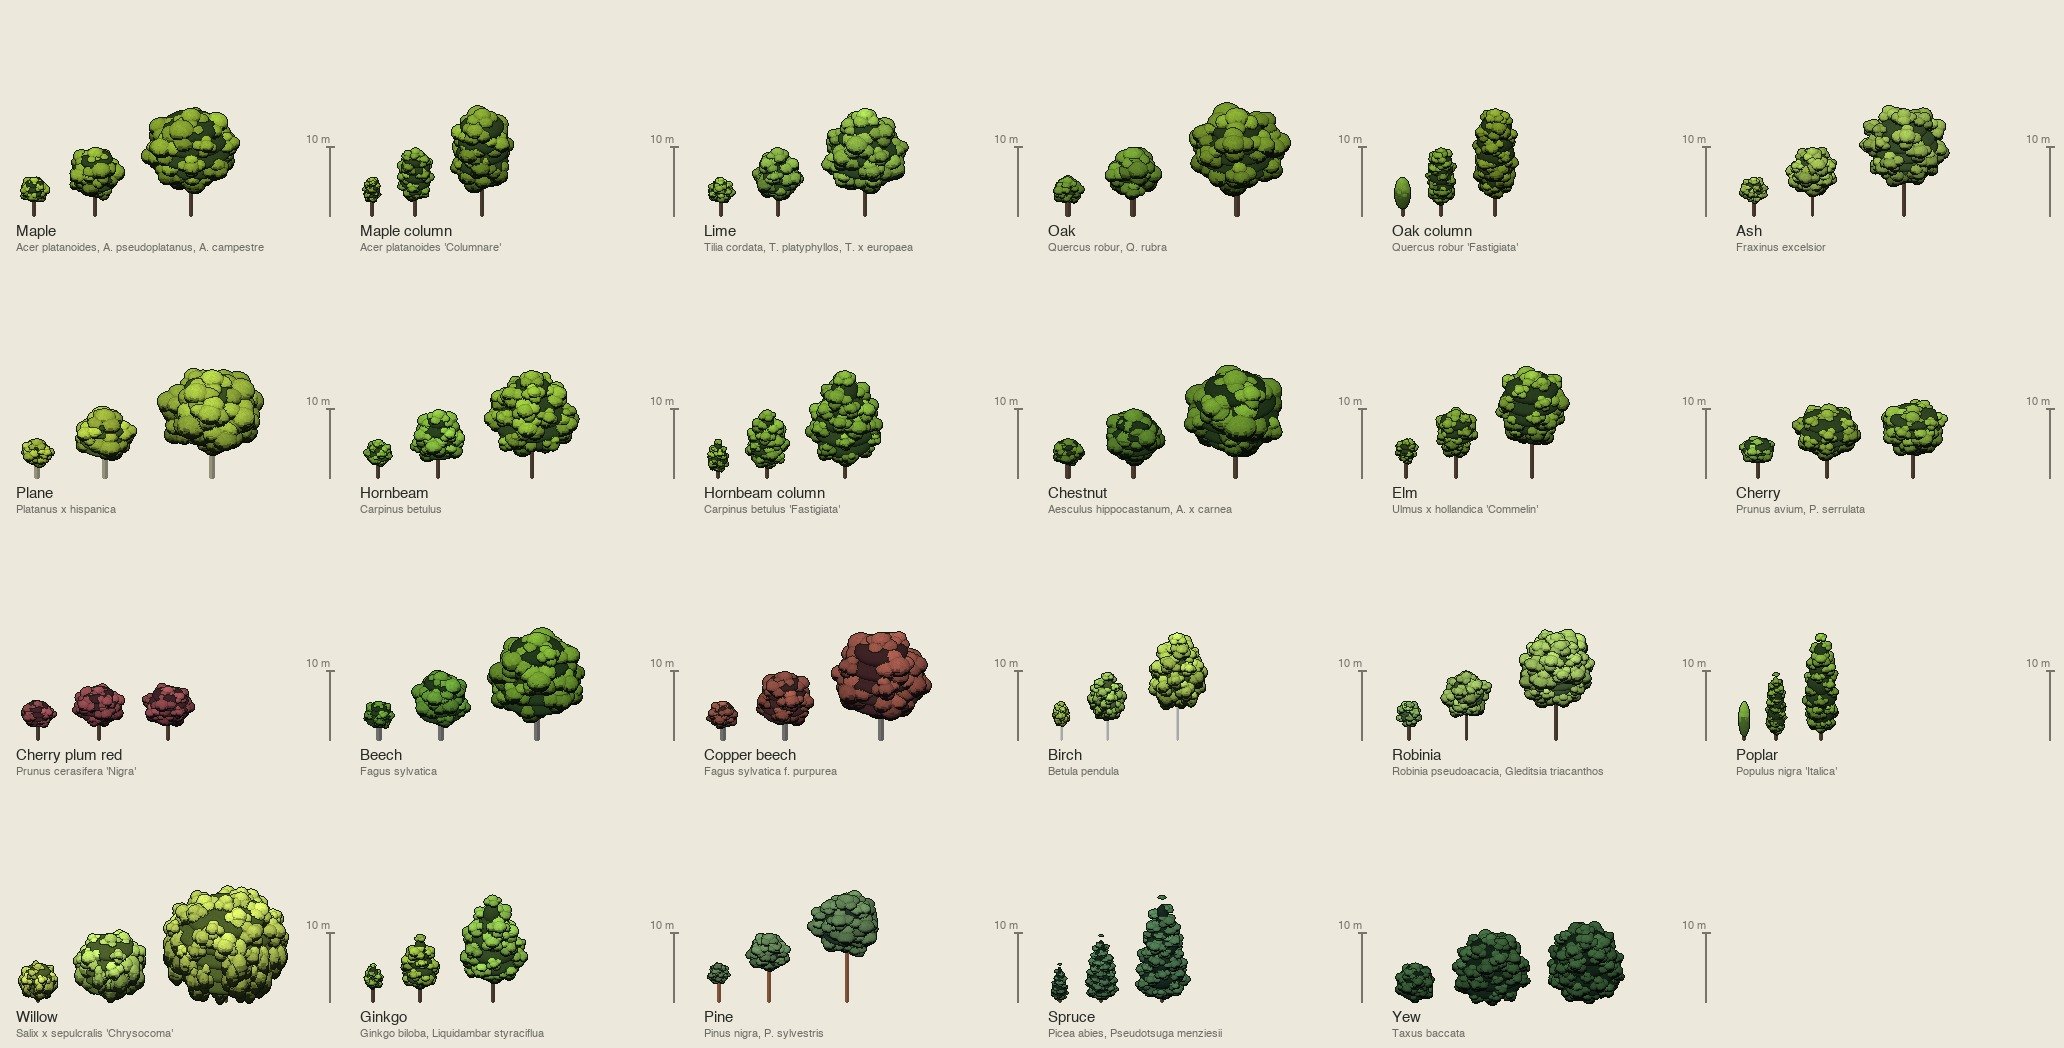 10 m 10 m 10 m 10 m 10 m 10 m
Maple Maple column Lime Oak Oak column Ash
Acer platanoides, A. pseudoplatanus, A. campestre Acer platanoides 'Columnare' Tilia cordata, T. platyphyllos, T. x europaea Quercus robur, Q. rubra Quercus robur 'Fastigiata' Fraxinus excelsior
10 m 10 m 10 m 10 m 10 m 10 m
Plane Hornbeam Hornbeam column Chestnut Elm Cherry
Platanus x hispanica Carpinus betulus Carpinus betulus 'Fastigiata' Aesculus hippocastanum, A. x carnea Ulmus x hollandica 'Commelin' Prunus avium, P. serrulata
10 m 10 m 10 m 10 m 10 m 10 m
Cherry plum red Beech Copper beech Birch Robinia Poplar
Prunus cerasifera 'Nigra' Fagus sylvatica Fagus sylvatica f. purpurea Betula pendula Robinia pseudoacacia, Gleditsia triacanthos Populus nigra 'Italica'
10 m 10 m 10 m 10 m 10 m
Willow Ginkgo Pine Spruce Yew
Salix x sepulcralis 'Chrysocoma' Ginkgo biloba, Liquidambar styraciflua Pinus nigra, P. sylvestris Picea abies, Pseudotsuga menziesii Taxus baccata